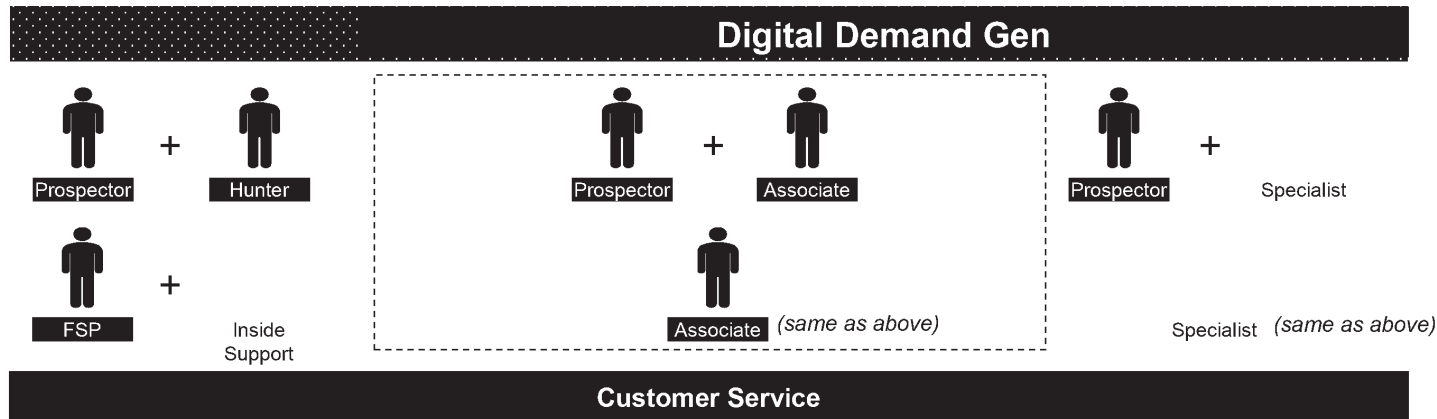 Digital Demand Gen
+ + +
Prospector Hunter Prospector Associate Prospector Specialist
+
FSP Inside Support Associate (same as above) Specialist (same as above)
Customer Service